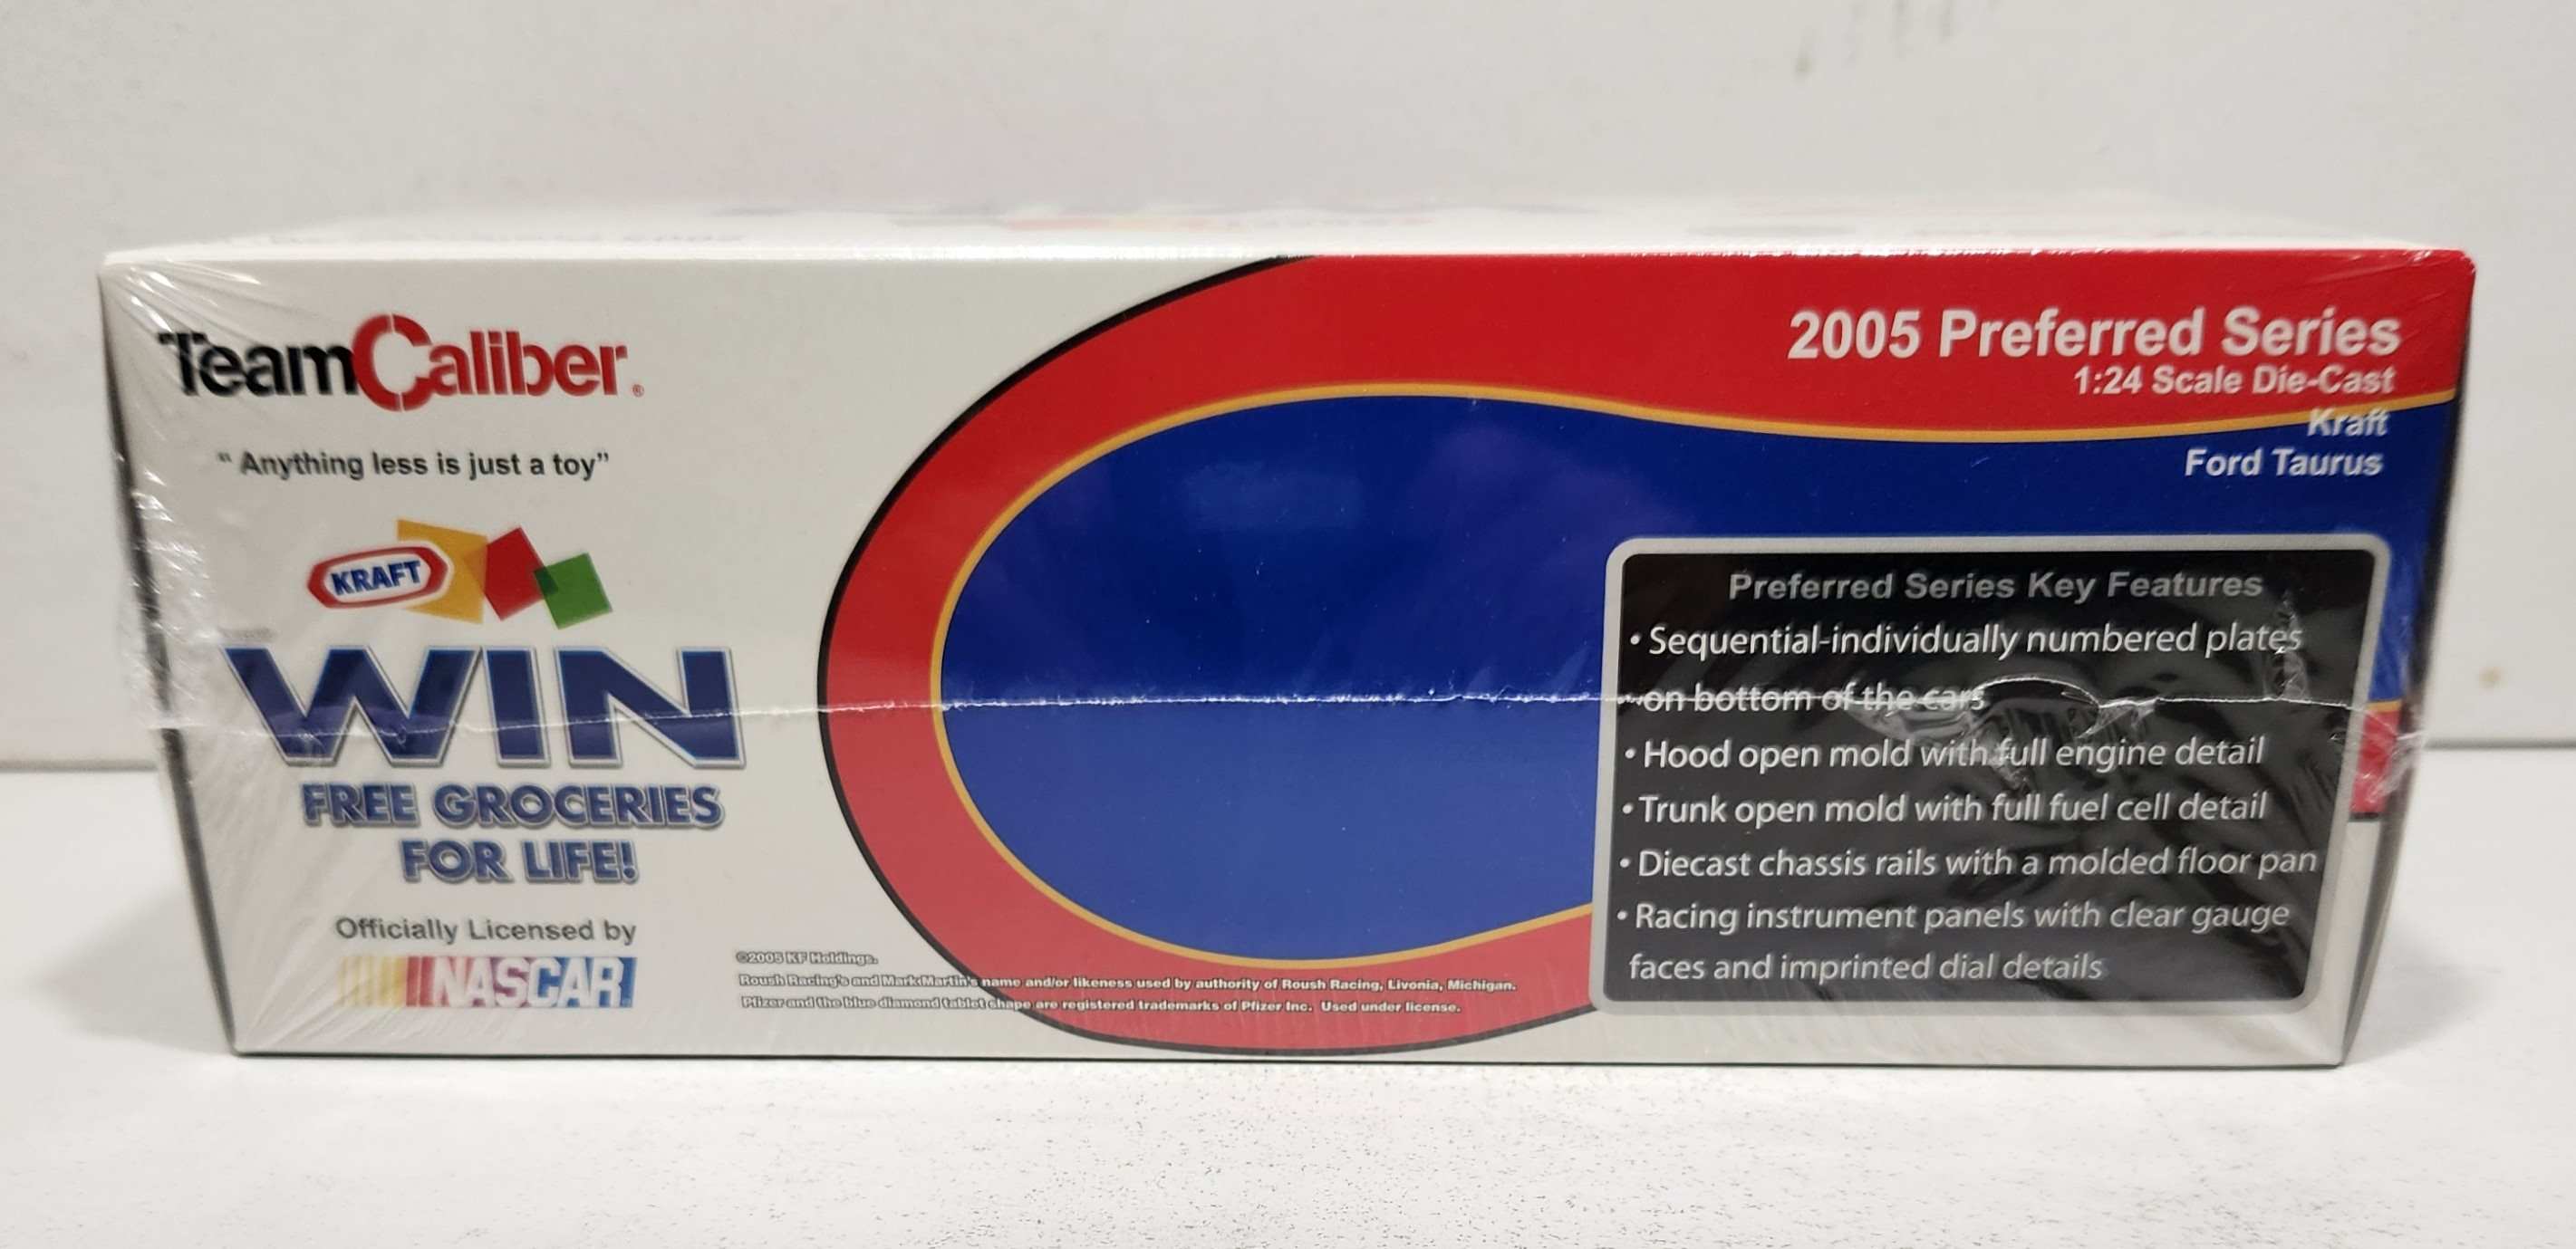 TeamCaliber®
"Anything less is just a toy"
KRAFT
WIN
FREE GROCERIES
FOR LIFE!
Officially Licensed by
NASCAR
©2005 KF Holdings.
Roush Racing's and Mark Martin's name and/or likeness used by authority of Roush Racing, Livonia, Michigan.
Pfizer and the blue diamond tablet shape are registered trademarks of Pfizer Inc. Used under license.
2005 Preferred Series
1:24 Scale Die-Cast
Kraft
Ford Taurus
Preferred Series Key Features
• Sequential-individually numbered plates
on bottom of the cars
• Hood open mold with full engine detail
• Trunk open mold with full fuel cell detail
• Diecast chassis rails with a molded floor pan
• Racing instrument panels with clear gauge
faces and imprinted dial details